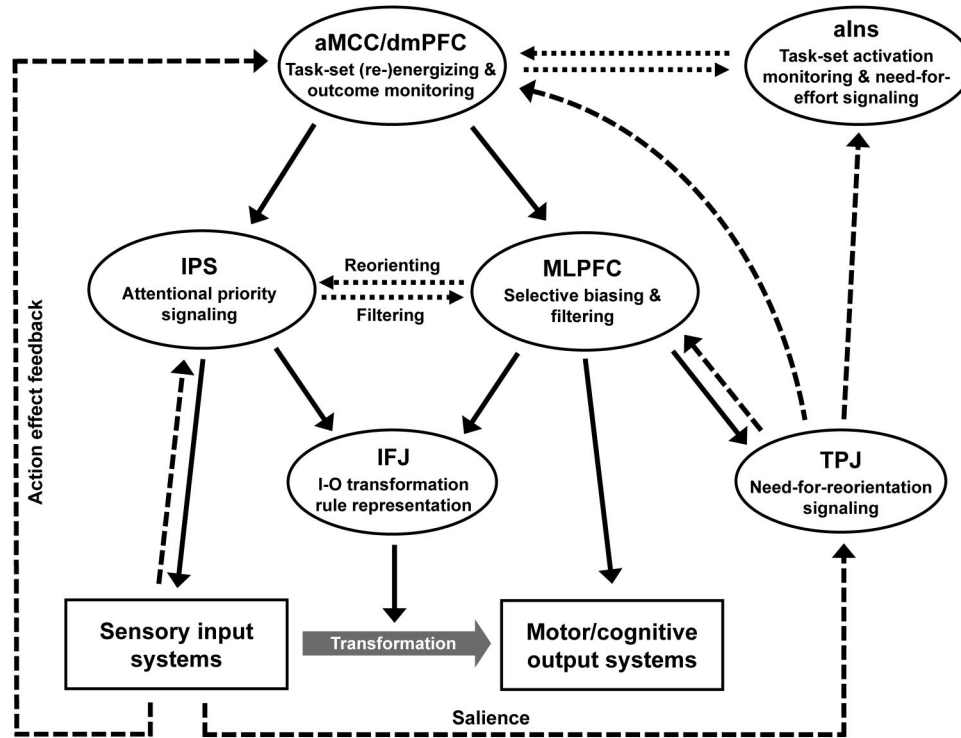 aMCC/dmPFC
Task-set (re-)energizing &
outcome monitoring
aIns
Task-set activation
monitoring & need-for-
effort signaling
IPS
Attentional priority
signaling
Reorienting
Filtering
MLPFC
Selective biasing &
filtering
Action effect feedback
IFJ
I-O transformation
rule representation
TPJ
Need-for-reorientation
signaling
Sensory input
systems
Transformation
Motor/cognitive
output systems
Salience